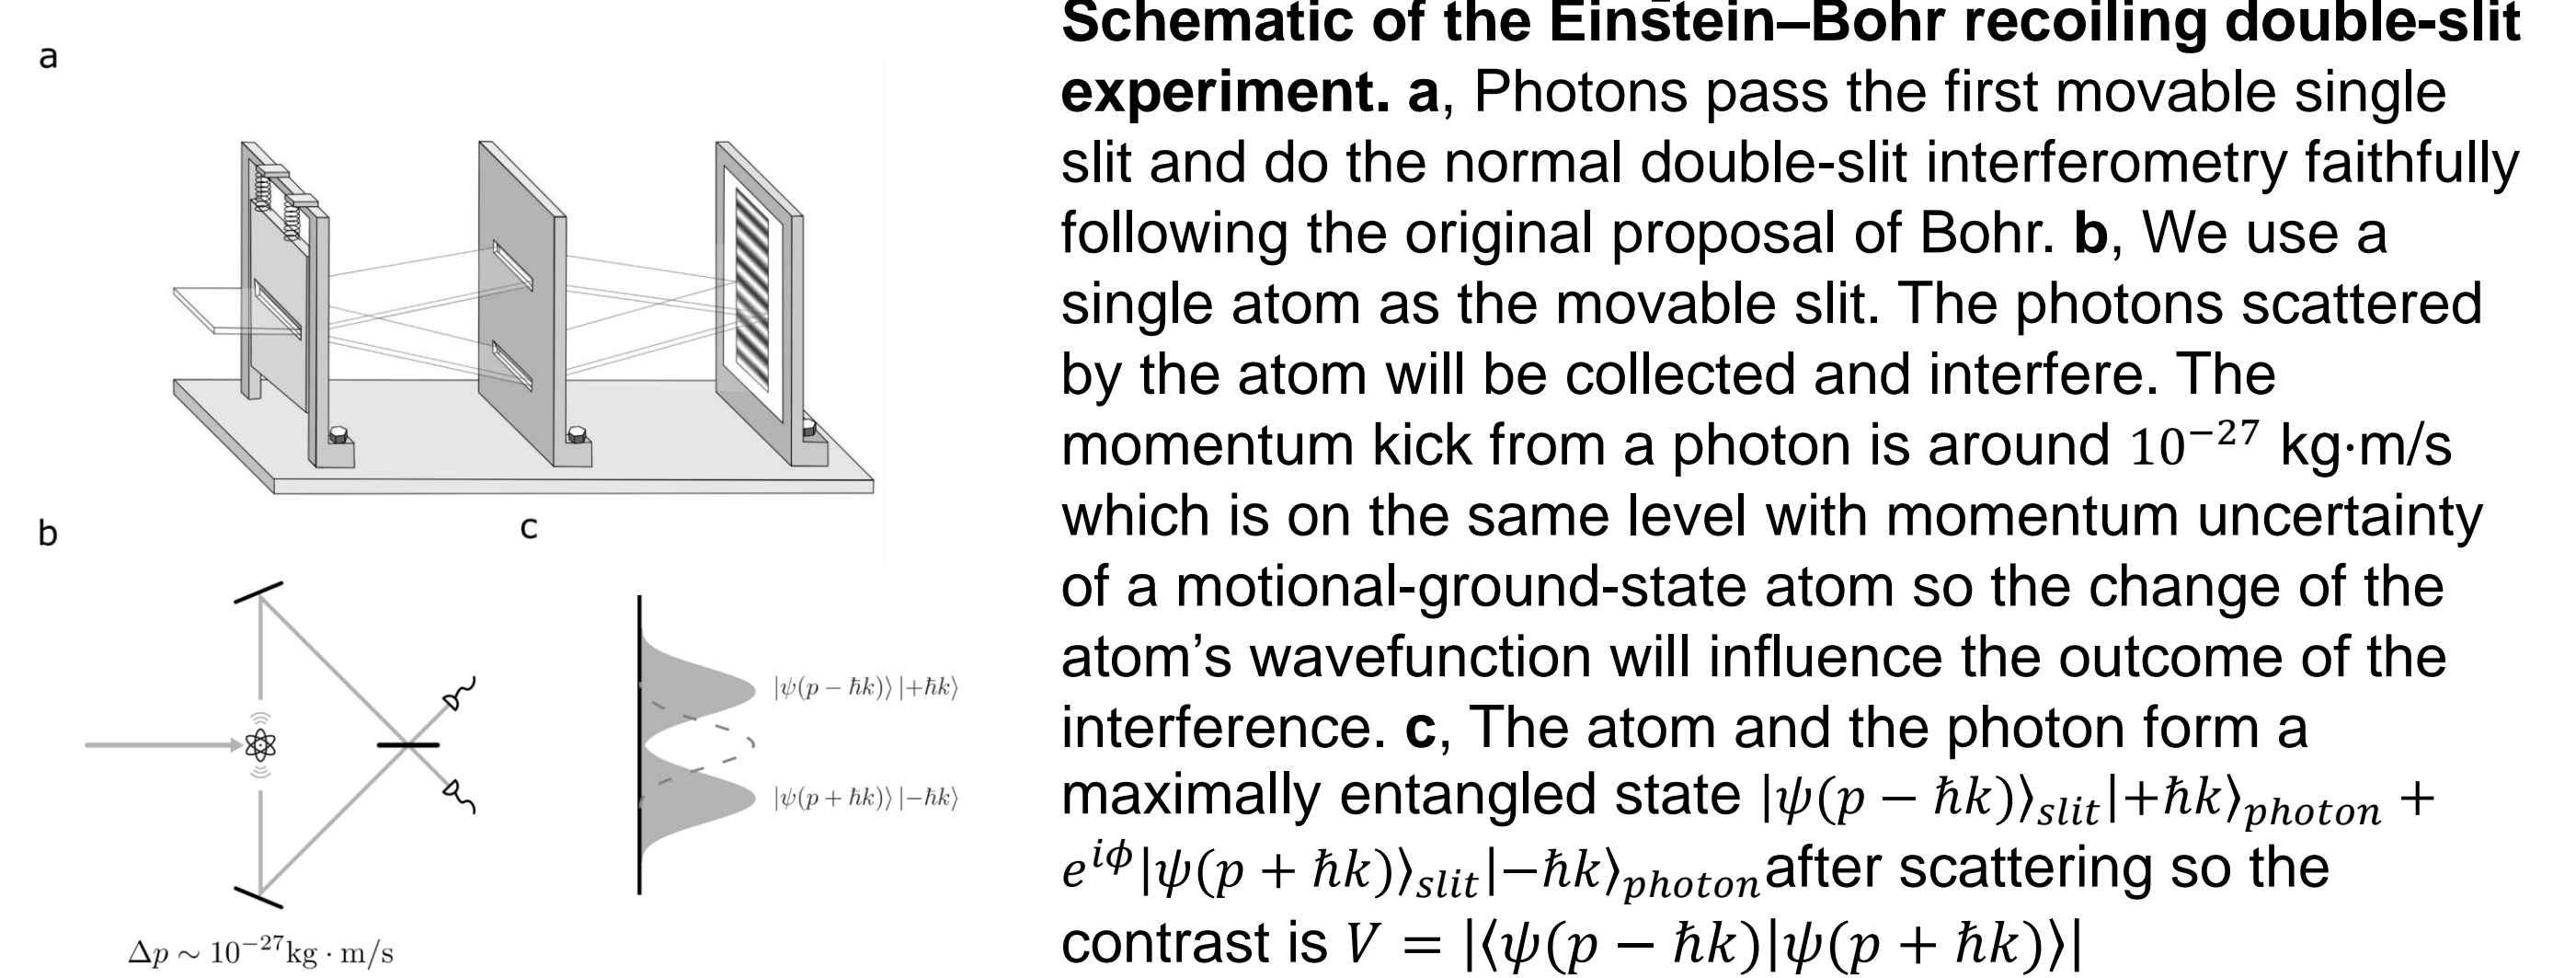 a
b
c
|ψ(p − ħk)⟩ |+ħk⟩
|ψ(p + ħk)⟩ |−ħk⟩
Δp ∼ 10⁻²⁷kg · m/s
Schematic of the Einstein–Bohr recoiling double-slit
experiment. a, Photons pass the first movable single
slit and do the normal double-slit interferometry faithfully
following the original proposal of Bohr. b, We use a
single atom as the movable slit. The photons scattered
by the atom will be collected and interfere. The
momentum kick from a photon is around 10⁻²⁷ kg·m/s
which is on the same level with momentum uncertainty
of a motional-ground-state atom so the change of the
atom’s wavefunction will influence the outcome of the
interference. c, The atom and the photon form a
maximally entangled state |ψ(p − ħk)⟩_slit|+ħk⟩_photon +
e^{iϕ}|ψ(p + ħk)⟩_slit|−ħk⟩_photon after scattering so the
contrast is V = |⟨ψ(p − ħk)|ψ(p + ħk)⟩|